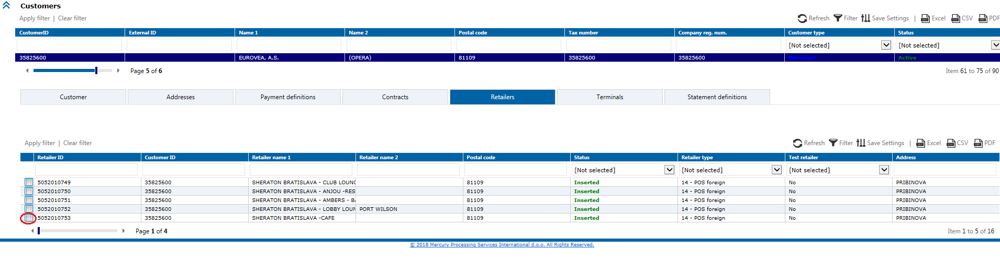 Customers
Apply filter | Clear filter
Refresh Filter Save Settings | Excel CSV PDF
CustomerID External ID Name 1 Name 2 Postal code Tax number Company reg. num. Customer type Status
[Not selected] [Not selected]
35825600 EUROVEA, A.S. (OPERA) 81109 35825600 35825600 Merchant Active
Page 5 of 6
Item 61 to 75 of 90
Customer Addresses Payment definitions Contracts Retailers Terminals Statement definitions
Apply filter | Clear filter
Refresh Filter Save Settings | Excel CSV PDF
Retailer ID Customer ID Retailer name 1 Retailer name 2 Postal code Status Retailer type Test retailer Address
[Not selected] [Not selected] [Not selected]
5052010749 35825600 SHERATON BRATISLAVA - CLUB LOUNG 81109 Inserted 14 - POS foreign No PRIBINOVA
5052010750 35825600 SHERATON BRATISLAVA - ANJOU -RES 81109 Inserted 14 - POS foreign No PRIBINOVA
5052010751 35825600 SHERATON BRATISLAVA - AMBERS - BA 81109 Inserted 14 - POS foreign No PRIBINOVA
5052010752 35825600 SHERATON BRATISLAVA - LOBBY LOUN PORT WILSON 81109 Inserted 14 - POS foreign No PRIBINOVA
5052010753 35825600 SHERATON BRATISLAVA -CAFE 81109 Inserted 14 - POS foreign No PRIBINOVA
Page 1 of 4
Item 1 to 5 of 16
© 2018 Mercury Processing Services International d.o.o. All Rights Reserved.